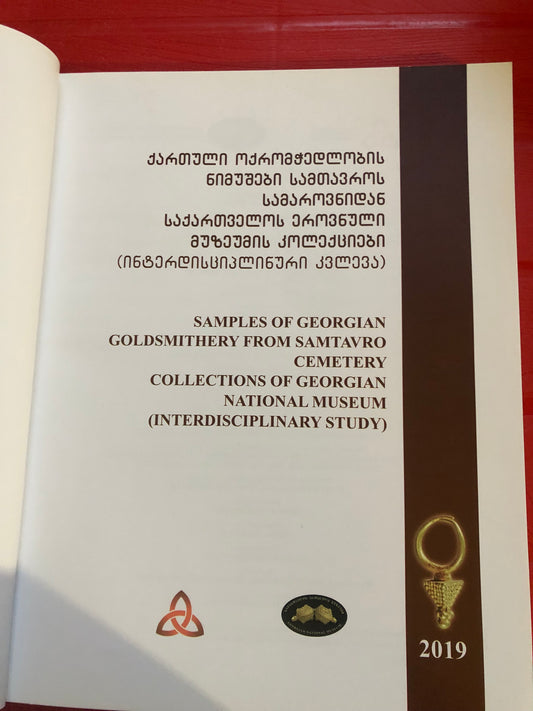 ქართული ოქრომჭედლობის
ნიმუშები სამთავროს
სამაროვნიდან
საქართველოს ეროვნული
მუზეუმის კოლექციები
(ინტერდისციპლინური კვლევა)
SAMPLES OF GEORGIAN
GOLDSMITHERY FROM SAMTAVRO
CEMETERY
COLLECTIONS OF GEORGIAN
NATIONAL MUSEUM
(INTERDISCIPLINARY STUDY)
2019